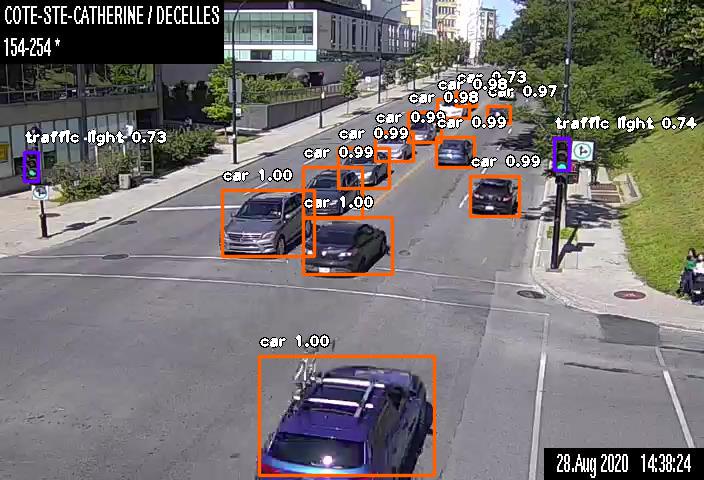 COTE-STE-CATHERINE / DECELLES
154-254 *
car 0.73
car 0.98
car 0.97
car 0.98
car 0.99
car 0.99
car 0.99
traffic light 0.73
traffic light 0.74
car 0.99
car 0.99
car 1.00
car 1.00
car 1.00
28.Aug 2020 14:38:24